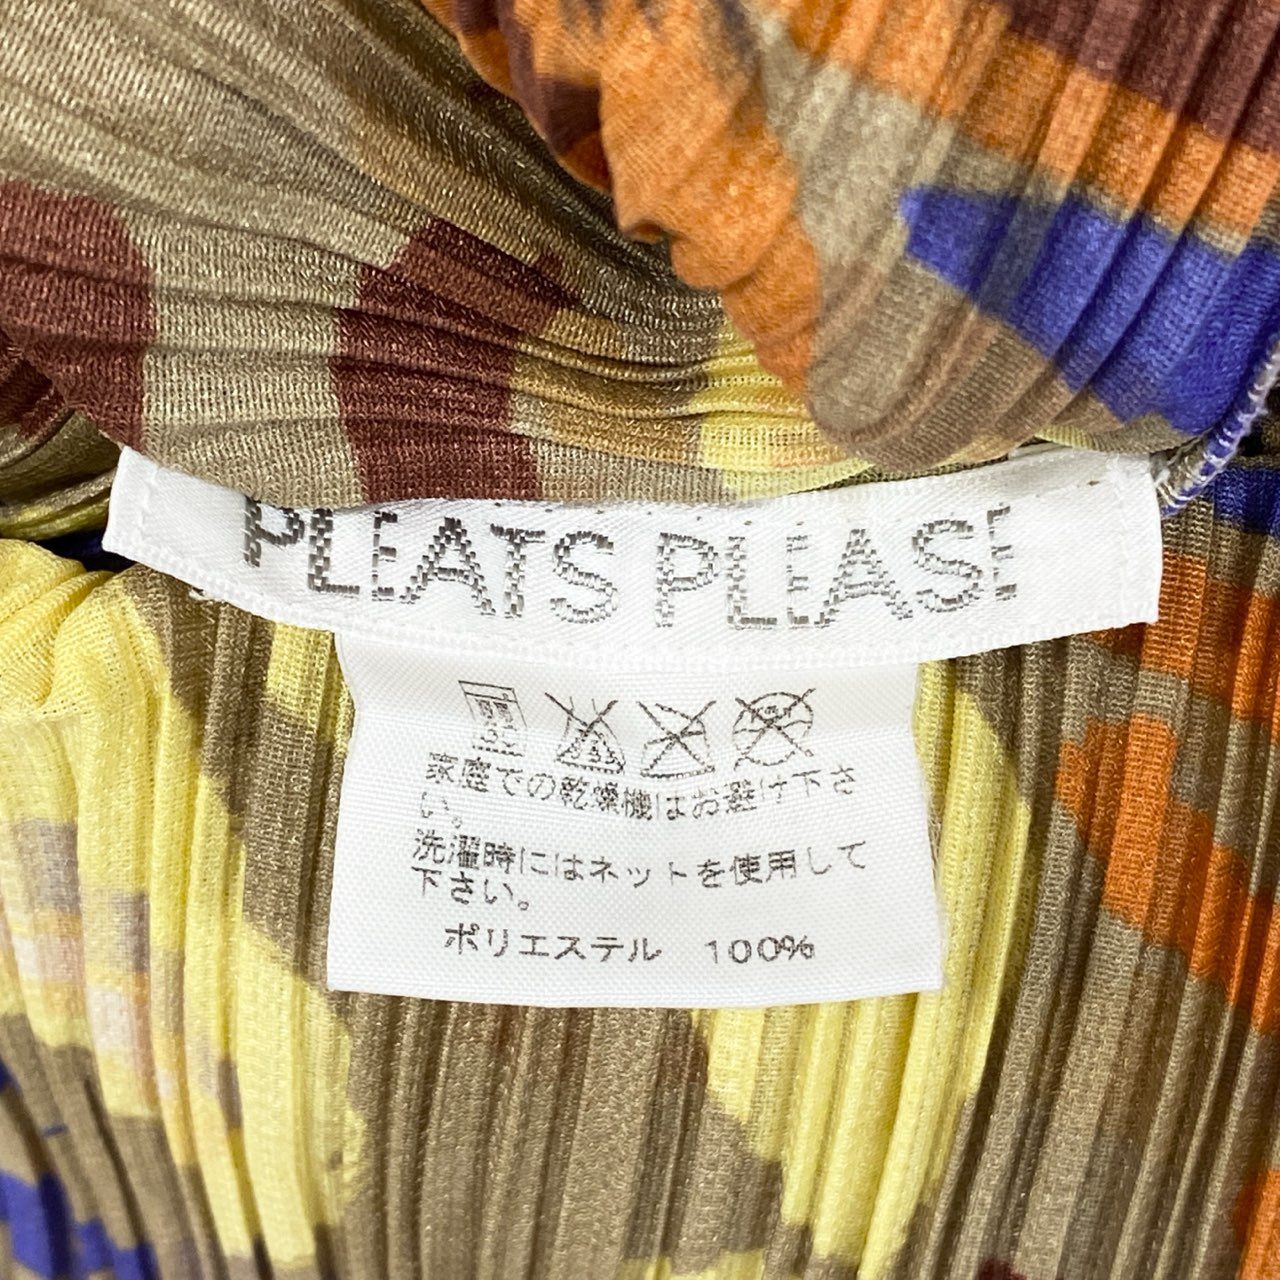 PLEATS PLEASE
家庭での乾燥機はお避け下さ
い。
洗濯時にはネットを使用して
下さい。
ポリエステル 100%